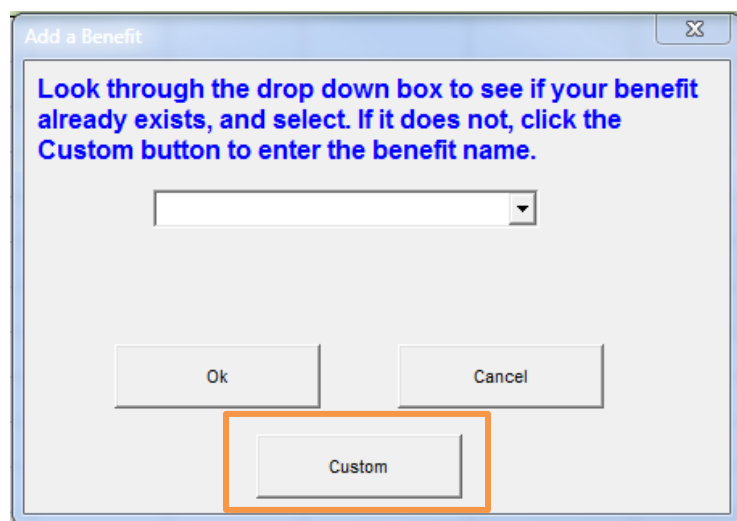 Add a Benefit
Look through the drop down box to see if your benefit
already exists, and select. If it does not, click the
Custom button to enter the benefit name.
Ok
Cancel
Custom